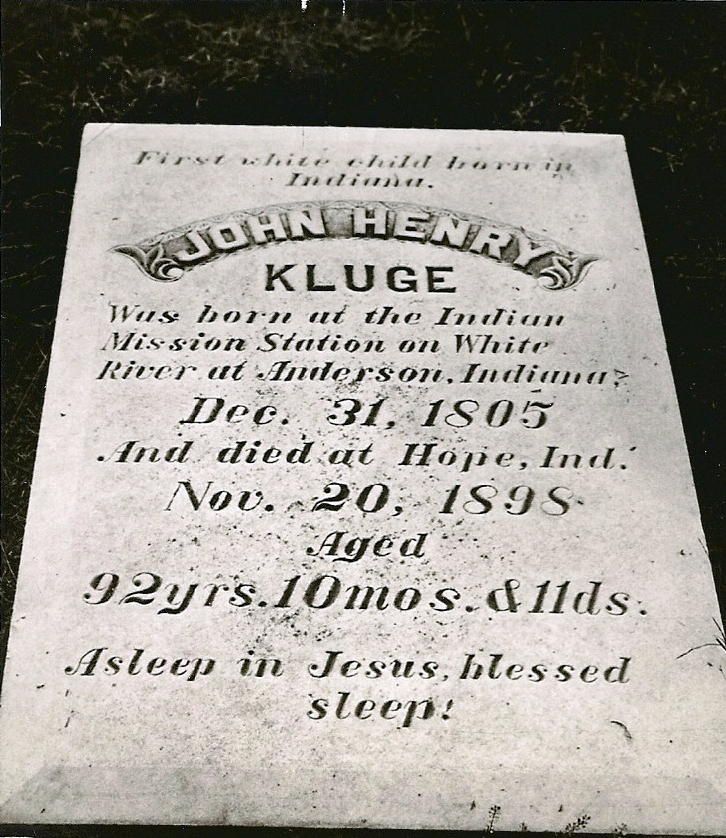 First white child born in
Indiana.
JOHN HENRY
KLUGE
Was born at the Indian
Mission Station on White
River at Anderson, Indiana,
Dec. 31, 1805
And died at Hope, Ind.
Nov. 20, 1898
Aged
92yrs. 10mos. & 11ds.
Asleep in Jesus, blessed
sleep!